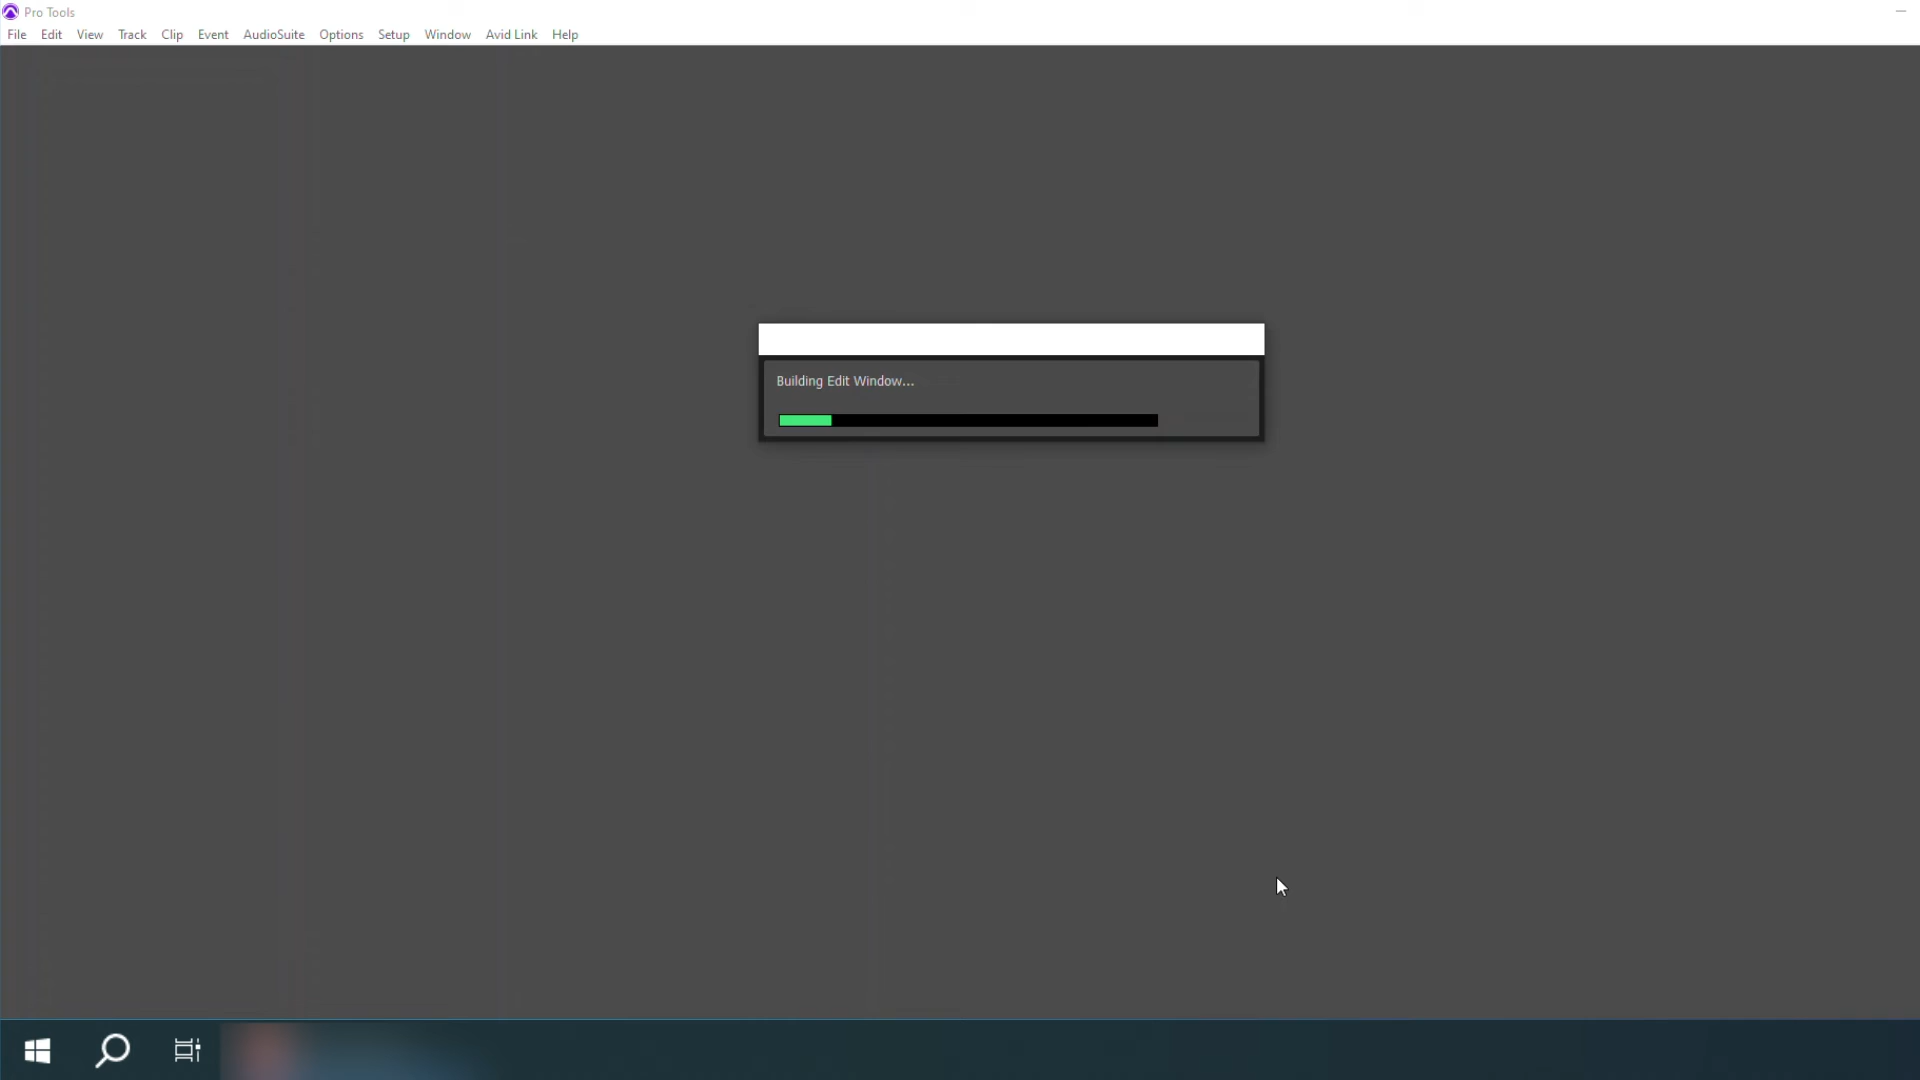 Pro Tools
File Edit View Track Clip Event AudioSuite Options Setup Window Avid Link Help
Building Edit Window...